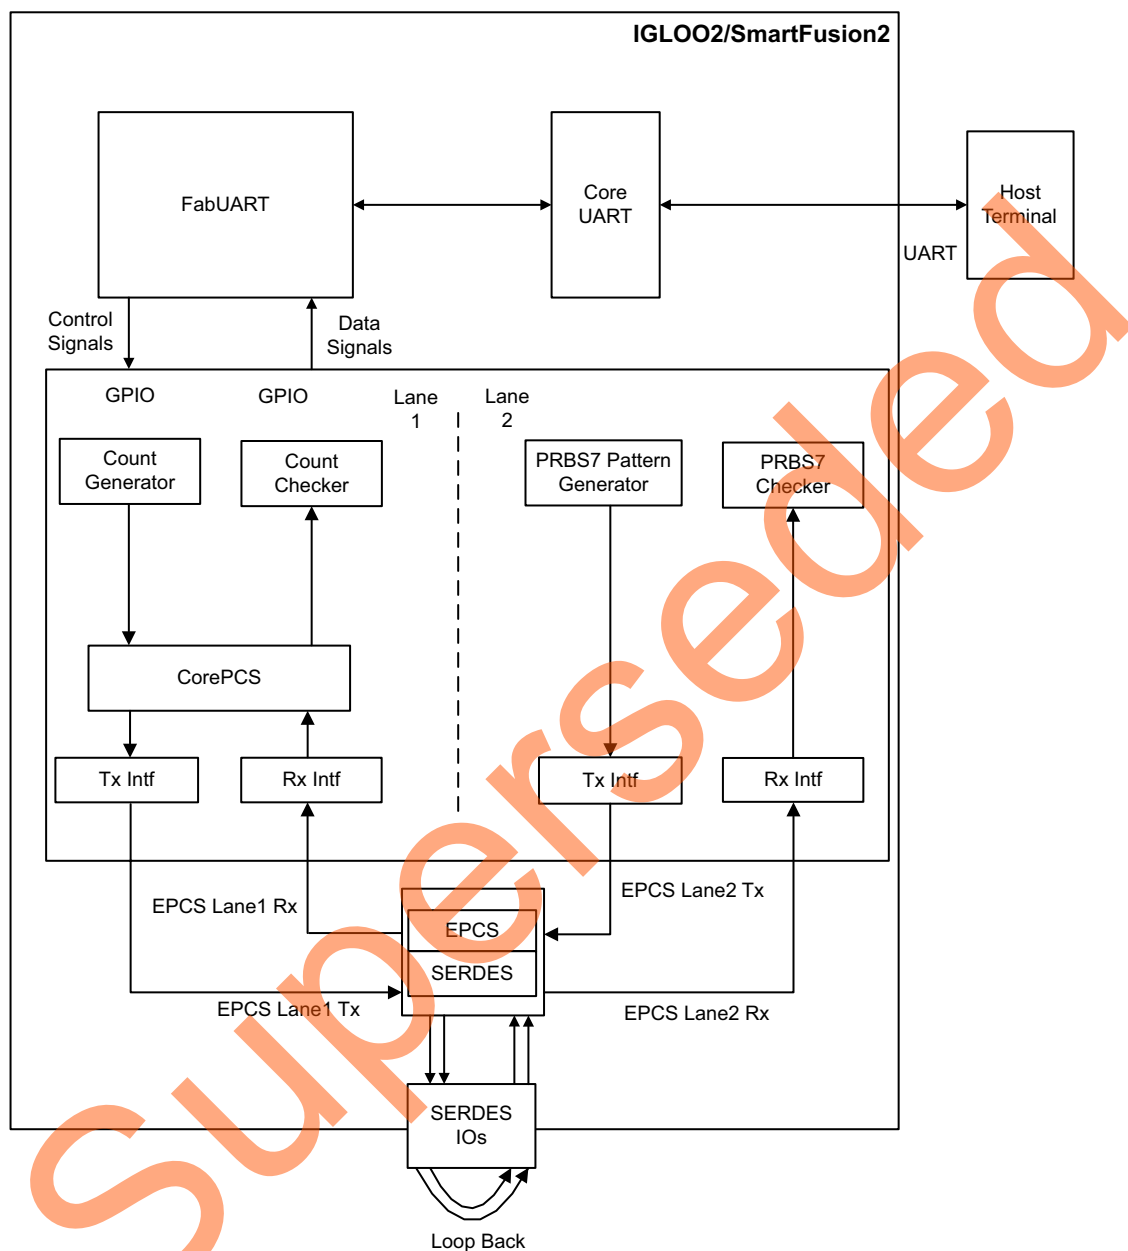 IGLOO2/SmartFusion2
FabUART
Core
UART
Host
Terminal
UART
Control
Signals
Data
Signals
GPIO
GPIO
Lane
1
Lane
2
Count
Generator
Count
Checker
PRBS7 Pattern
Generator
PRBS7
Checker
CorePCS
Tx Intf
Rx Intf
Tx Intf
Rx Intf
EPCS Lane1 Rx
EPCS Lane2 Tx
EPCS
SERDES
EPCS Lane1 Tx
EPCS Lane2 Rx
SERDES
IOs
Loop Back
Superseded